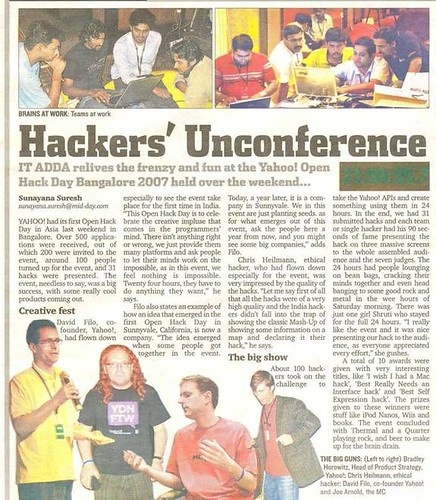 BRAINS AT WORK: Teams at work
Hackers' Unconference
IT ADDA relives the frenzy and fun at the Yahoo! Open
Hack Day Bangalore 2007 held over the weekend...
Sunayana Suresh
sunayana.suresh@mid-day.com
YAHOO! had its first Open Hack
Day in Asia last weekend in
Bangalore. Over 500 applica-
tions were received, out of
which 200 were invited to the
event, around 100 people
turned up for the event, and 31
hacks were presented. The
event, needless to say, was a big
success, with some really cool
products coming out.
Creative fest
David Filo, co-
founder, Yahoo!,
had flown down
especially to see the event take
place for the first time in India.
"This Open Hack Day is to cele-
brate the creative impluse that
comes in the programmers'
mind. There isn't anything right
or wrong, we just provide them
many platforms and ask people
to let their minds work on the
impossible, as in this event, we
feel nothing is impossible.
Twenty four hours, they have to
do anything they want," he
says.
Filo also states an example of
how an idea that emerged in the
first Open Hack Day in
Sunnyvale, California, is now a
company. "The idea emerged
when some people got
together in the event.
Today, a year later, it is a com-
pany in Sunnyvale. We in this
event are just planting seeds. as
for what emerges out of this
event, ask the people here a
year from now, and you might
see some big companies," adds
Filo.
Chris Heilmann, ethical
hacker, who had flown down
especially for the event, was
very impressed by the quality of
the hacks. "Let me say first of all
that all the hacks were of a very
high quality and the India hack-
ers didn't fall into the trap of
showing the classic Mash-Up of
showing some information on a
map and declaring it their
hack," he says.
The big show
About 100 hack-
ers took on the
challenge to
take the Yahoo! APIs and create
something using them in 24
hours. In the end, we had 31
hacks and each team or single
hacker had his 90 sec-
onds of fame presenting the
hack on three massive screens
to the whole assembled audi-
ence and the seven judges. The
24 hours had people lounging
on bean bags, cracking their
minds together and even head
banging to some good rock and
metal in the wee hours of
Saturday morning. There was
just one girl Shruti who stayed
for the full 24 hours. "I really
like the event and it was nice
presenting our hack to the audi-
ence, as everyone appreciated
every effort," she gushes.
A total of 10 awards were
given with very interesting
titles, like 'I wish I had a Mac
hack', 'Best Really Needs an
Interface hack' and 'Best Self
Expression hack'. The prizes
given to these winners were
stuff like iPod Nanos, Wiis and
books. The event concluded
with Thermal and a Quarter
playing rock, and beer to make
up for the brain drain.
YDN
FTW
THE BIG GUNS: (Left to right) Bradley
Horowitz, Head of Product Strategy,
Yahoo!; Chris Heilmann, ethical
hacker; David Filo, co-founder Yahoo!
and Joe Arnold, the MC